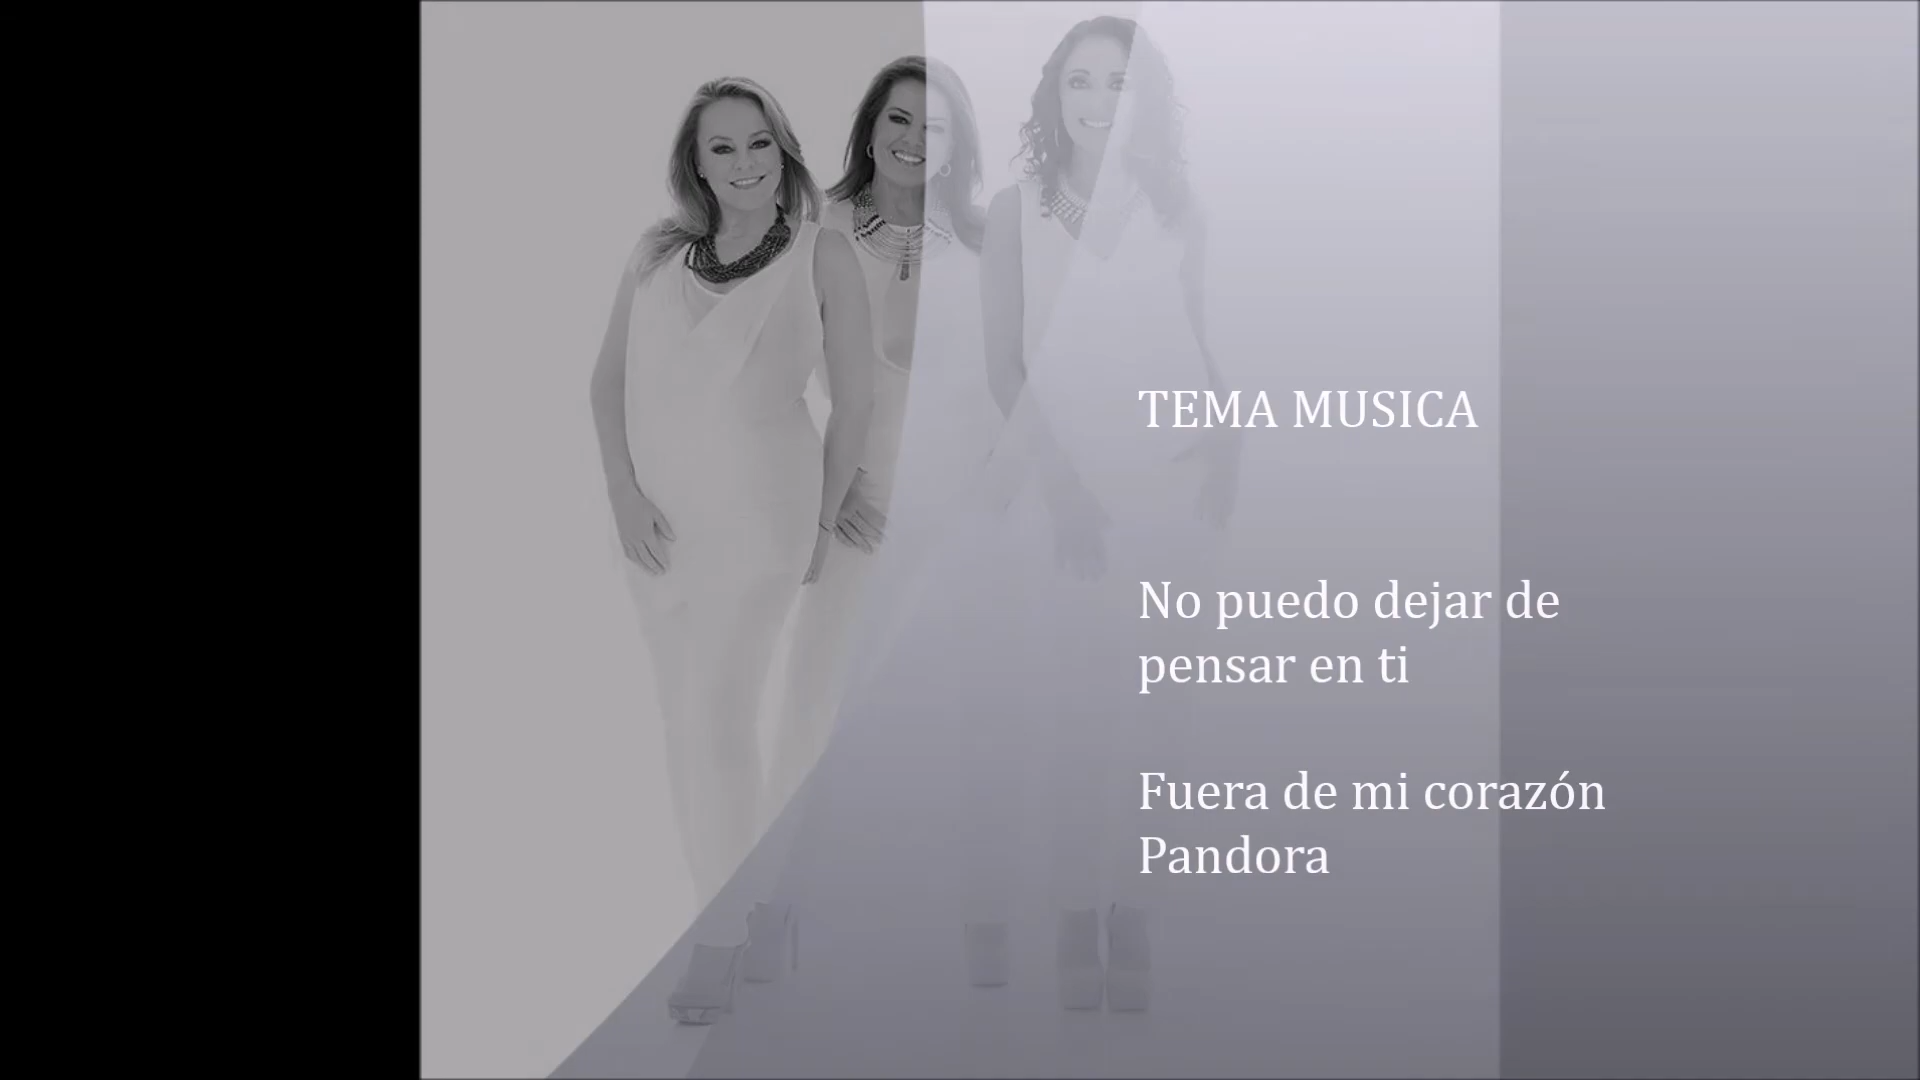 TEMA MUSICA
No puedo dejar de
pensar en ti
Fuera de mi corazón
Pandora